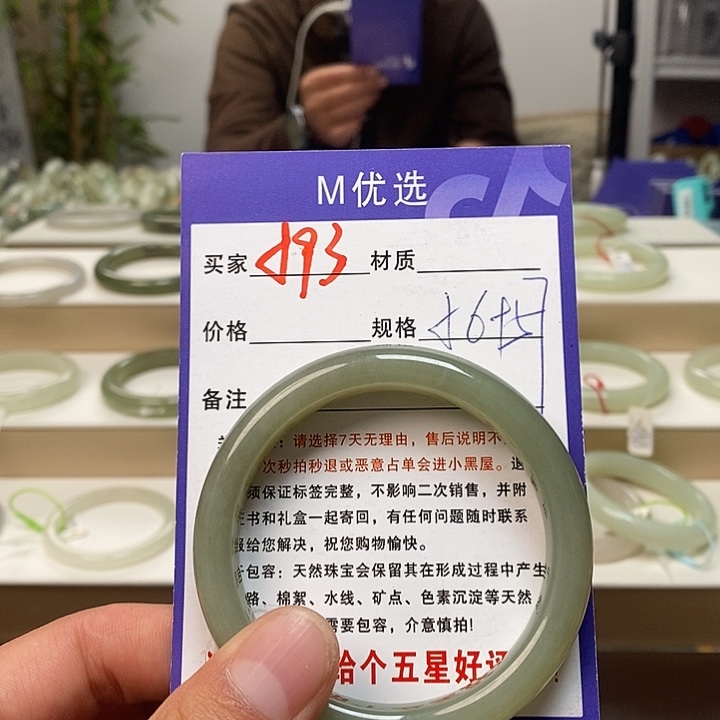 M优选
买家 193 材质
价格 规格
备注
：请选择7天无理由，售后说明不
次秒拍秒退或恶意占单会进小黑屋。退
须保证标签完整，不影响二次销售，并附
书和礼盒一起寄回，有任何问题随时联系
给您解决，祝您购物愉快。
包容：天然珠宝会保留其在形成过程中产生
路、棉絮、水线、矿点、色素沉淀等天然
需要包容，介意慎拍!
给个五星好评